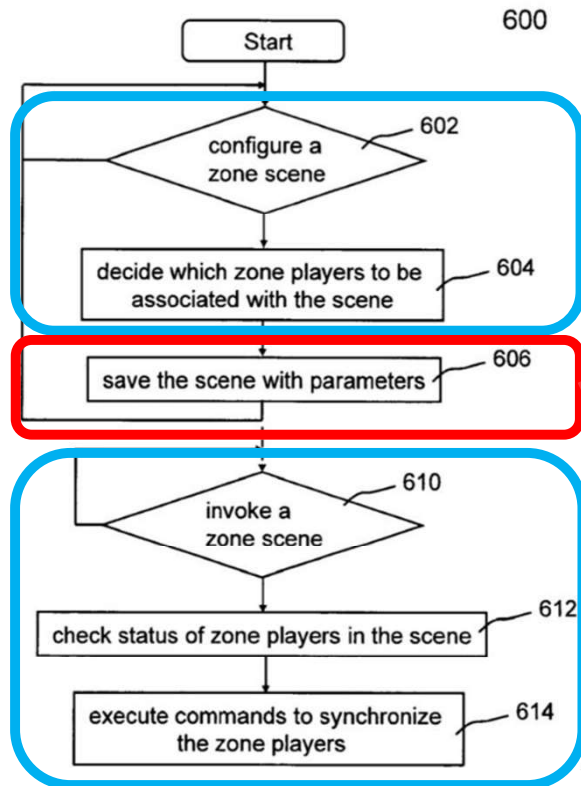 600
Start
602
configure a
zone scene
604
decide which zone players to be
associated with the scene
606
save the scene with parameters
610
invoke a
zone scene
612
check status of zone players in the scene
614
execute commands to synchronize
the zone players